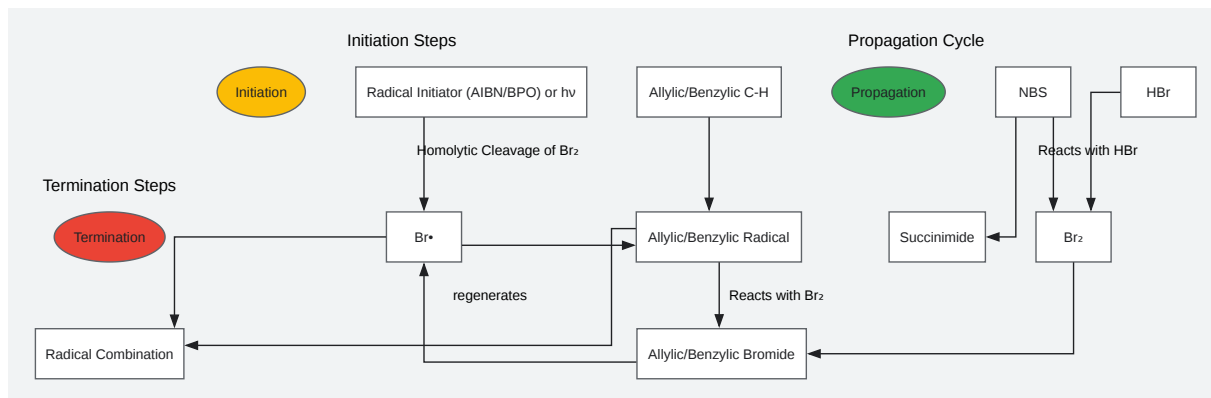 Initiation Steps
Propagation Cycle
Initiation
Radical Initiator (AIBN/BPO) or hν
Allylic/Benzylic C-H
Propagation
NBS
HBr
Homolytic Cleavage of Br₂
Reacts with HBr
Termination Steps
Termination
Br•
Allylic/Benzylic Radical
Succinimide
Br₂
regenerates
Reacts with Br₂
Radical Combination
Allylic/Benzylic Bromide